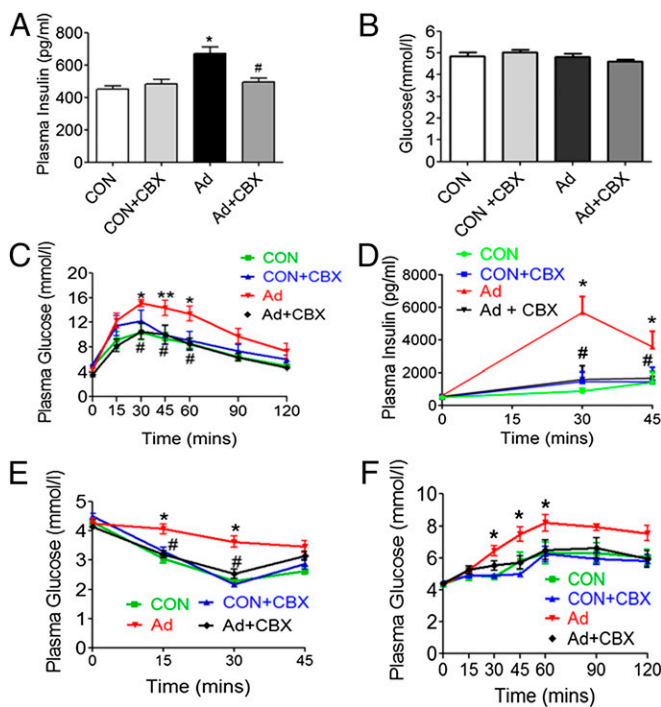 A
Plasma Insulin (pg/ml)
800
600
400
200
0
*
#
CON
CON+CBX
Ad
Ad+CBX
B
Glucose(mmol/l)
6
5
4
3
2
1
0
CON
CON +CBX
Ad
Ad+CBX
C
Plasma Glucose (mmol/l)
20
16
12
8
4
0
CON
CON+CBX
Ad
Ad+CBX
* ** *
# # #
0 15 30 45 60 90 120
Time (mins)
D
Plasma Insulin (pg/ml)
8000
6000
4000
2000
0
CON
CON+CBX
Ad
Ad + CBX
*
*
#
#
0 15 30 45
Time (mins)
E
Plasma Glucose (mmol/l)
5
4
3
2
1
0
* *
# #
CON
CON+CBX
Ad
Ad+CBX
0 15 30 45
Time (mins)
F
Plasma Glucose (mmol/l)
10
8
6
4
2
0
* * *
CON
CON+CBX
Ad
Ad+CBX
0 15 30 45 60 90 120
Time (mins)